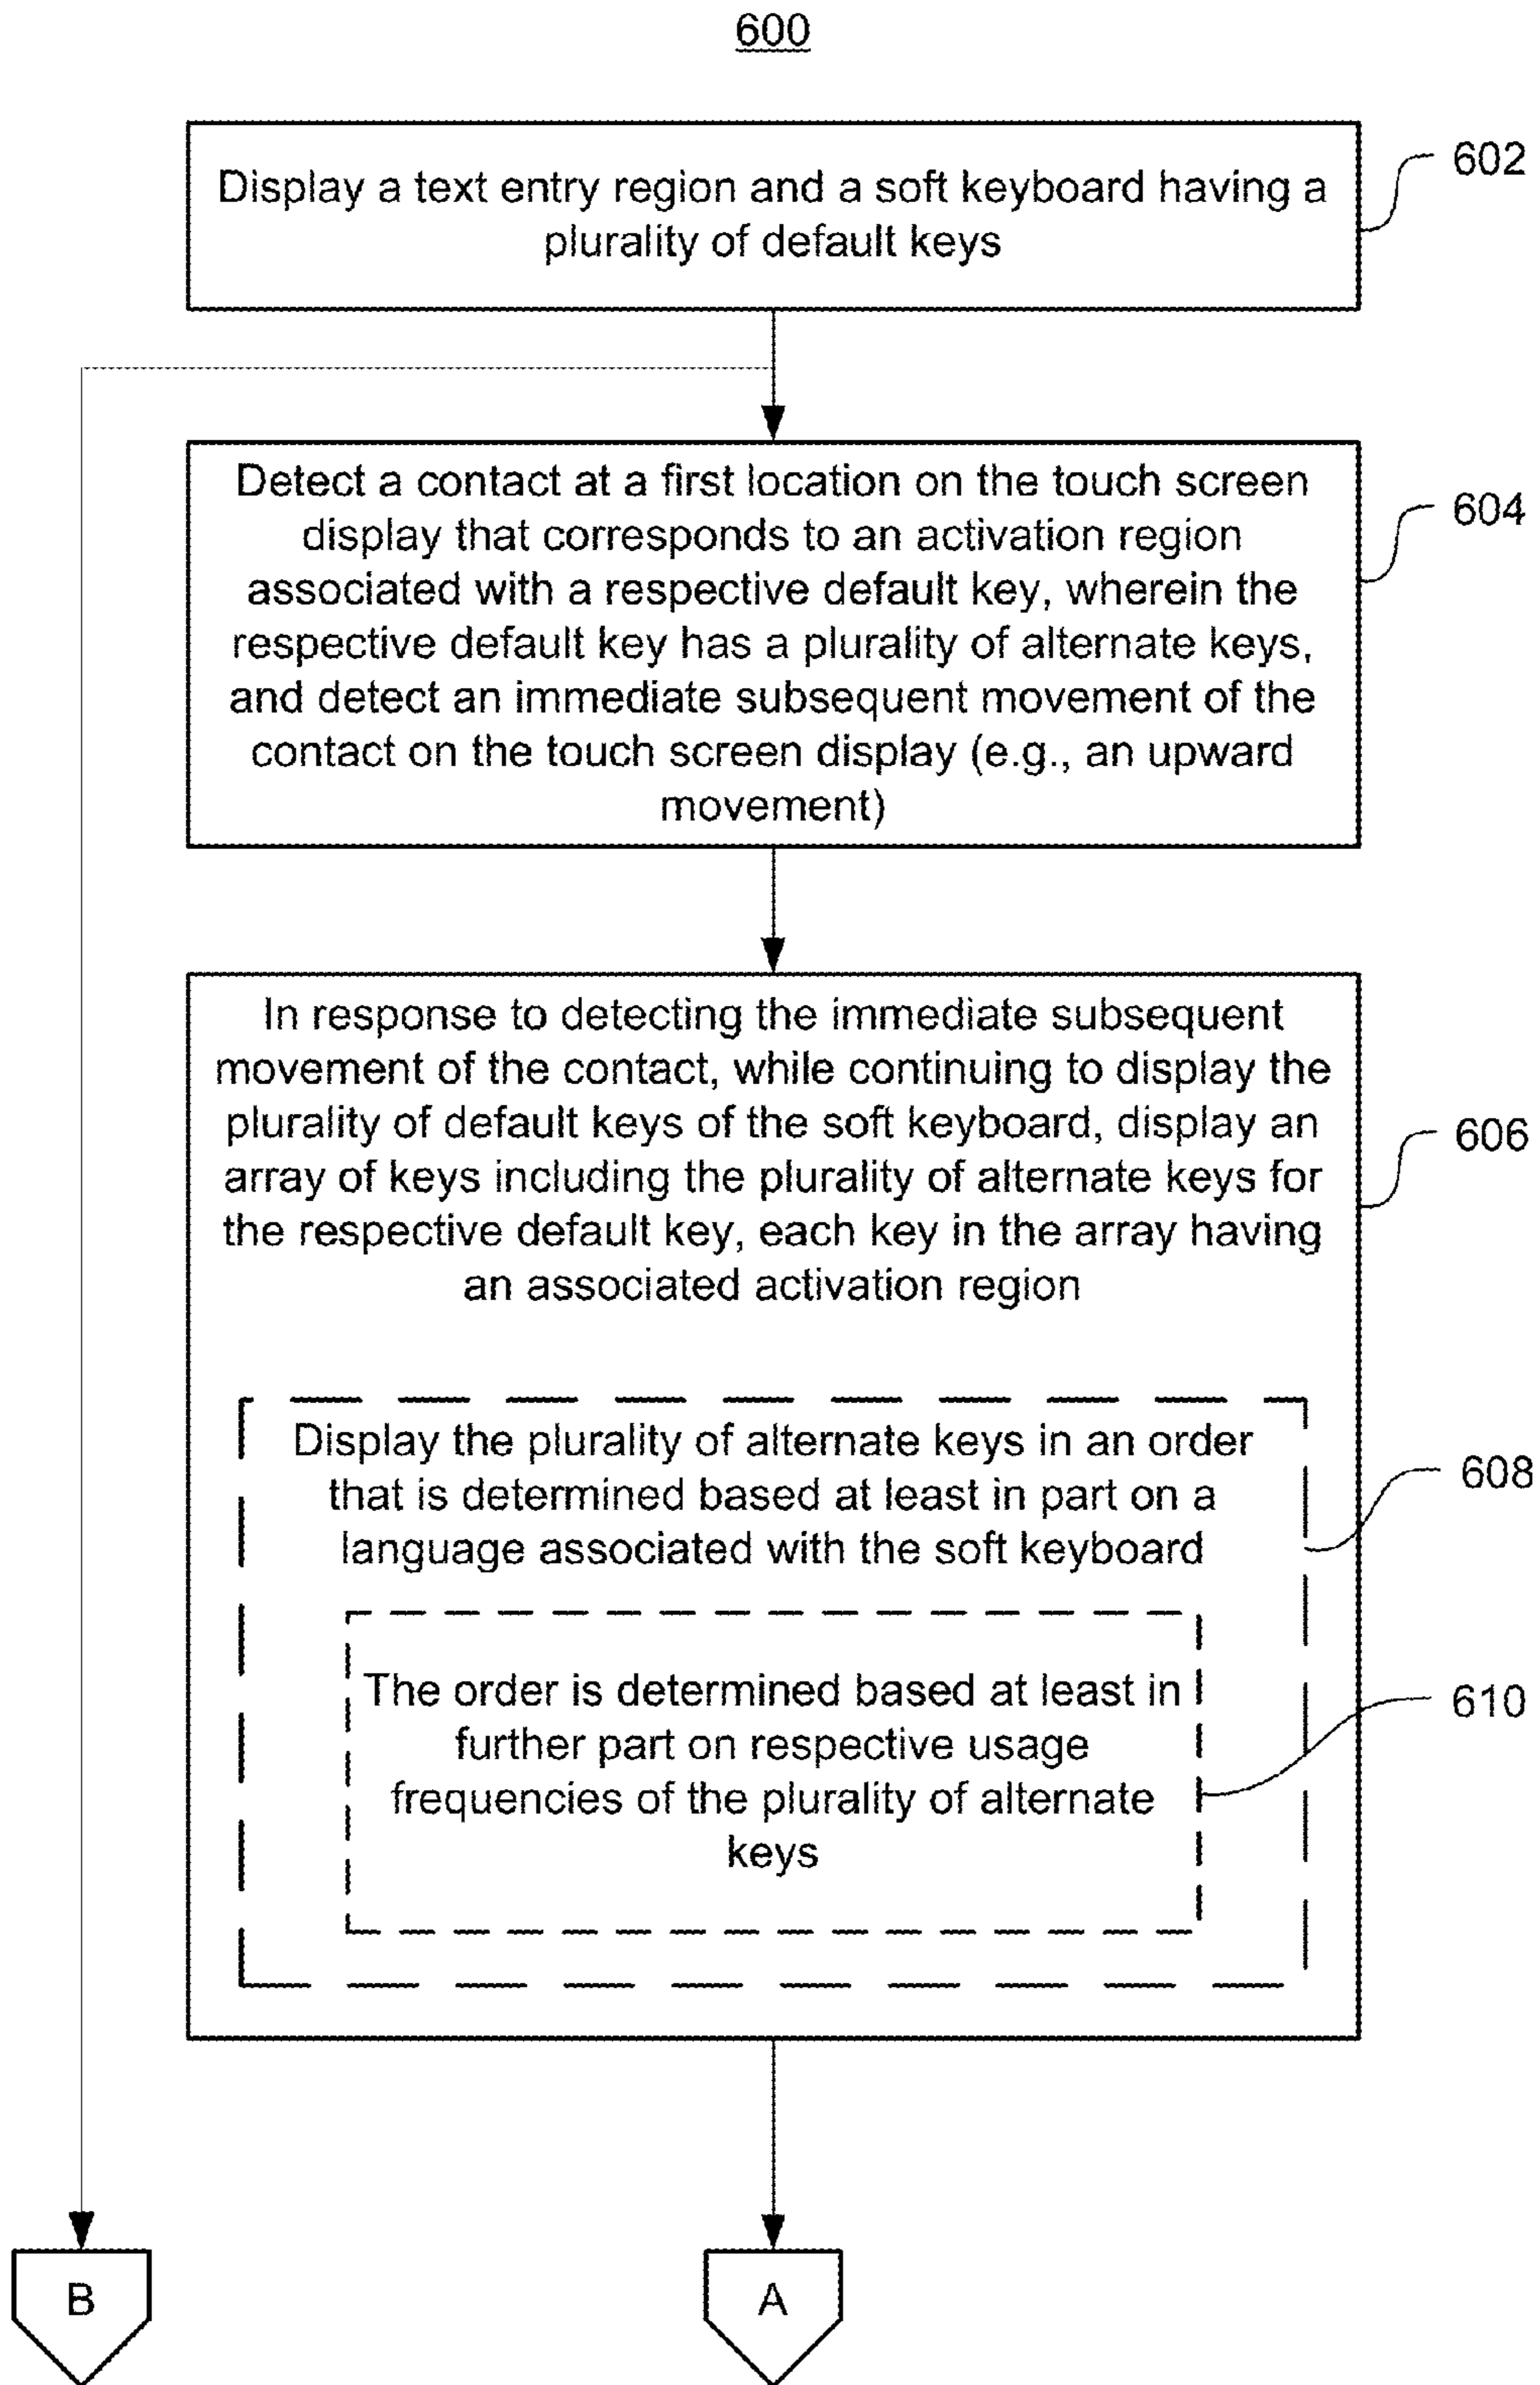 600
Display a text entry region and a soft keyboard having a
plurality of default keys
602
Detect a contact at a first location on the touch screen
display that corresponds to an activation region
associated with a respective default key, wherein the
respective default key has a plurality of alternate keys,
and detect an immediate subsequent movement of the
contact on the touch screen display (e.g., an upward
movement)
604
In response to detecting the immediate subsequent
movement of the contact, while continuing to display the
plurality of default keys of the soft keyboard, display an
array of keys including the plurality of alternate keys for
the respective default key, each key in the array having
an associated activation region
606
Display the plurality of alternate keys in an order
that is determined based at least in part on a
language associated with the soft keyboard
608
The order is determined based at least in
further part on respective usage
frequencies of the plurality of alternate
keys
610
B
A